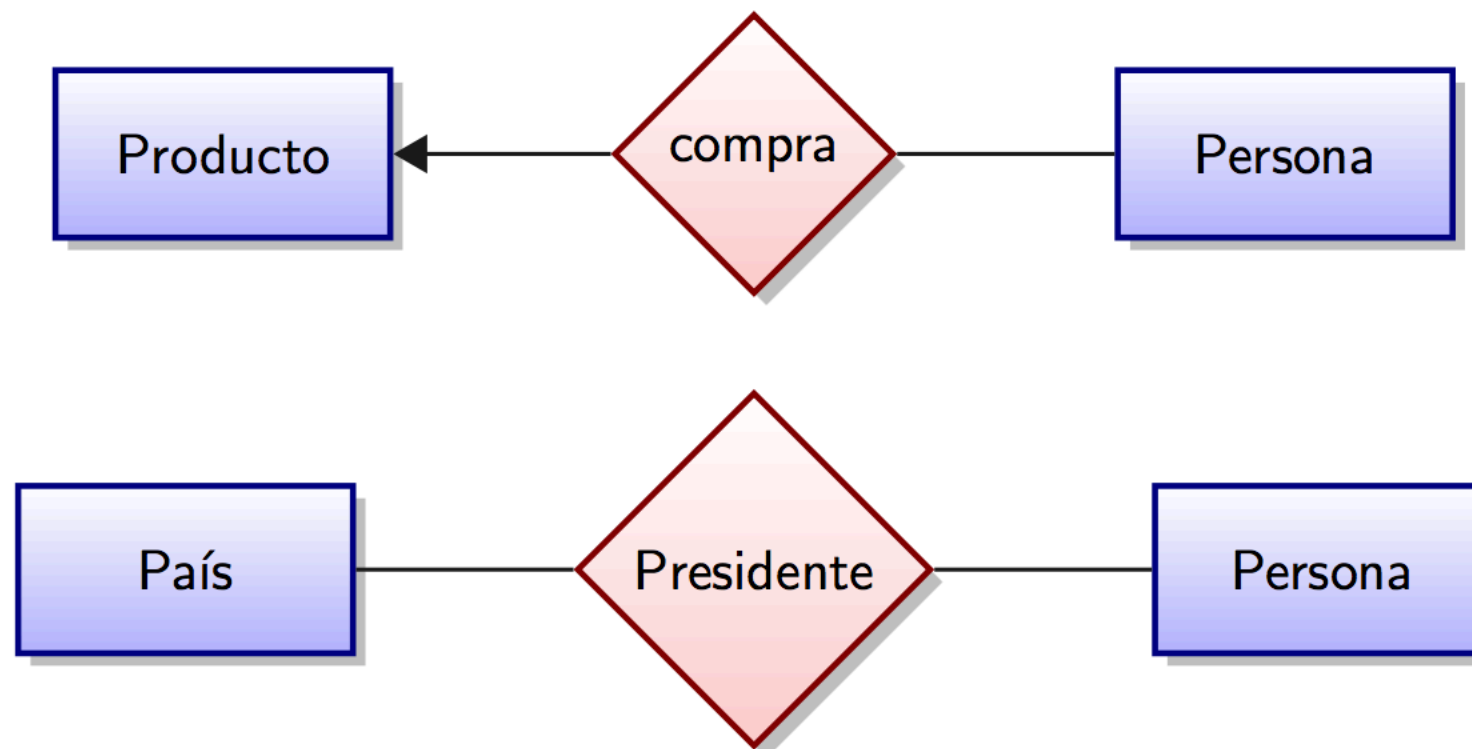 Producto
compra
Persona
País
Presidente
Persona